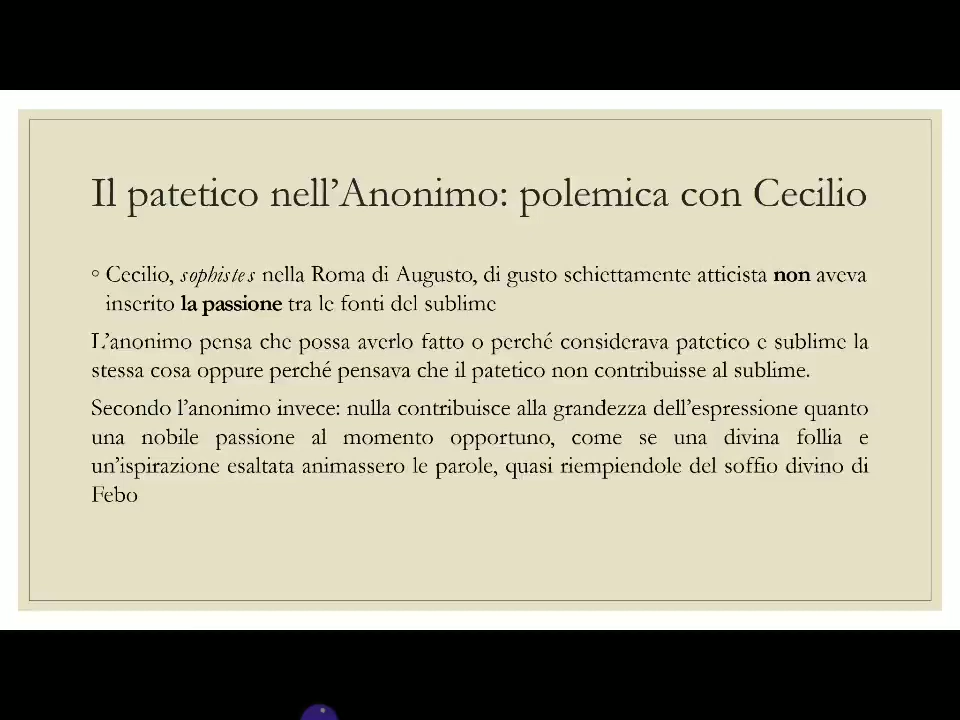 Il patetico nell’Anonimo: polemica con Cecilio
◦ Cecilio, sophistes nella Roma di Augusto, di gusto schiettamente atticista non aveva
inserito la passione tra le fonti del sublime
L’anonimo pensa che possa averlo fatto o perché considerava patetico e sublime la
stessa cosa oppure perché pensava che il patetico non contribuisse al sublime.
Secondo l’anonimo invece: nulla contribuisce alla grandezza dell’espressione quanto
una nobile passione al momento opportuno, come se una divina follia e
un’ispirazione esaltata animassero le parole, quasi riempiendole del soffio divino di
Febo